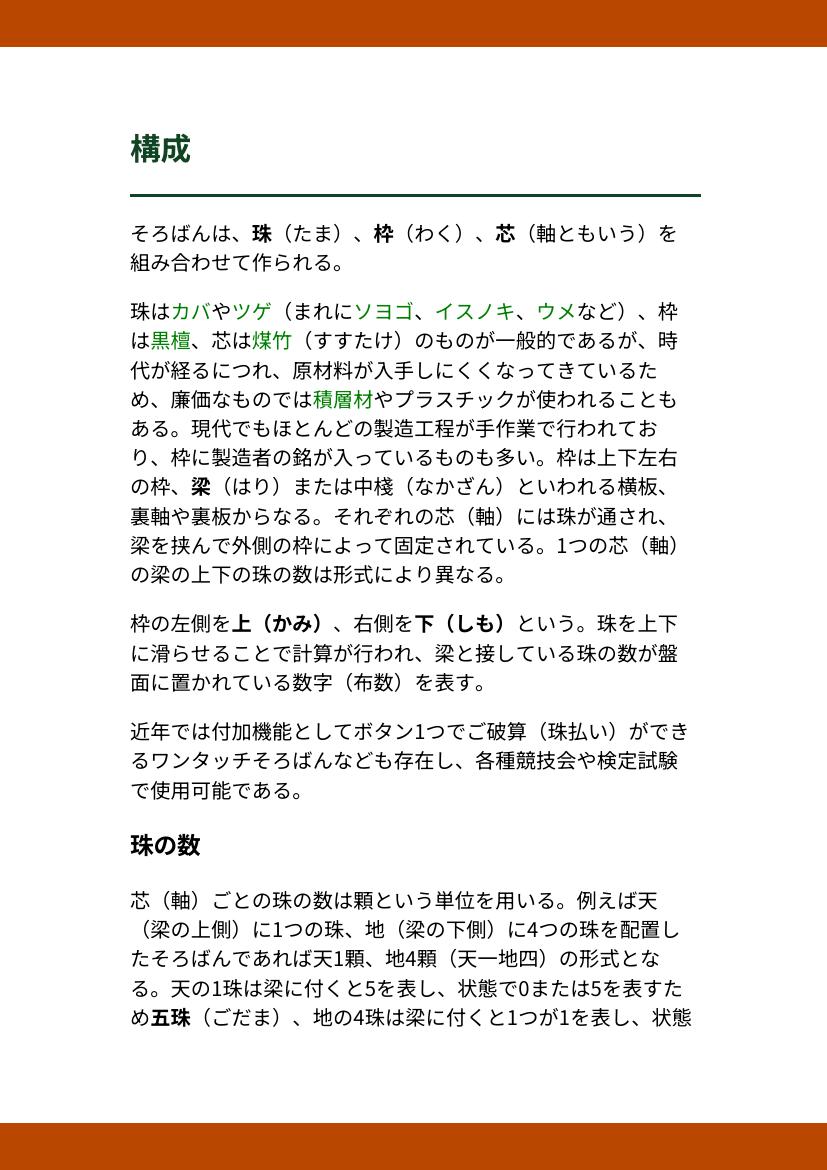 構成
そろばんは、珠（たま）、枠（わく）、芯（軸ともいう）を
組み合わせて作られる。
珠はカバやツゲ（まれにソヨゴ、イスノキ、ウメなど）、枠
は黒檀、芯は煤竹（すすたけ）のものが一般的であるが、時
代が経るにつれ、原材料が入手しにくくなってきているた
め、廉価なものでは積層材やプラスチックが使われることも
ある。現代でもほとんどの製造工程が手作業で行われてお
り、枠に製造者の銘が入っているものも多い。枠は上下左右
の枠、梁（はり）または中棧（なかざん）といわれる横板、
裏軸や裏板からなる。それぞれの芯（軸）には珠が通され、
梁を挟んで外側の枠によって固定されている。1つの芯（軸）
の梁の上下の珠の数は形式により異なる。
枠の左側を上（かみ）、右側を下（しも）という。珠を上下
に滑らせることで計算が行われ、梁と接している珠の数が盤
面に置かれている数字（布数）を表す。
近年では付加機能としてボタン1つでご破算（珠払い）ができ
るワンタッチそろばんなども存在し、各種競技会や検定試験
で使用可能である。
珠の数
芯（軸）ごとの珠の数は顆という単位を用いる。例えば天
（梁の上側）に1つの珠、地（梁の下側）に4つの珠を配置し
たそろばんであれば天1顆、地4顆（天一地四）の形式とな
る。天の1珠は梁に付くと5を表し、状態で0または5を表すた
め五珠（ごだま）、地の4珠は梁に付くと1つが1を表し、状態